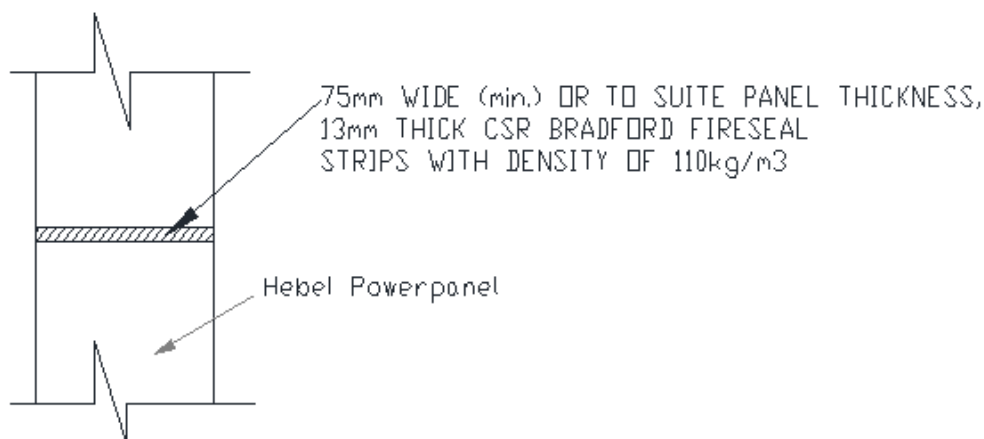 75mm WIDE (min.) OR TO SUITE PANEL THICKNESS,
13mm THICK CSR BRADFORD FIRESEAL
STRIPS WITH DENSITY OF 110kg/m3
Hebel Powerpanel